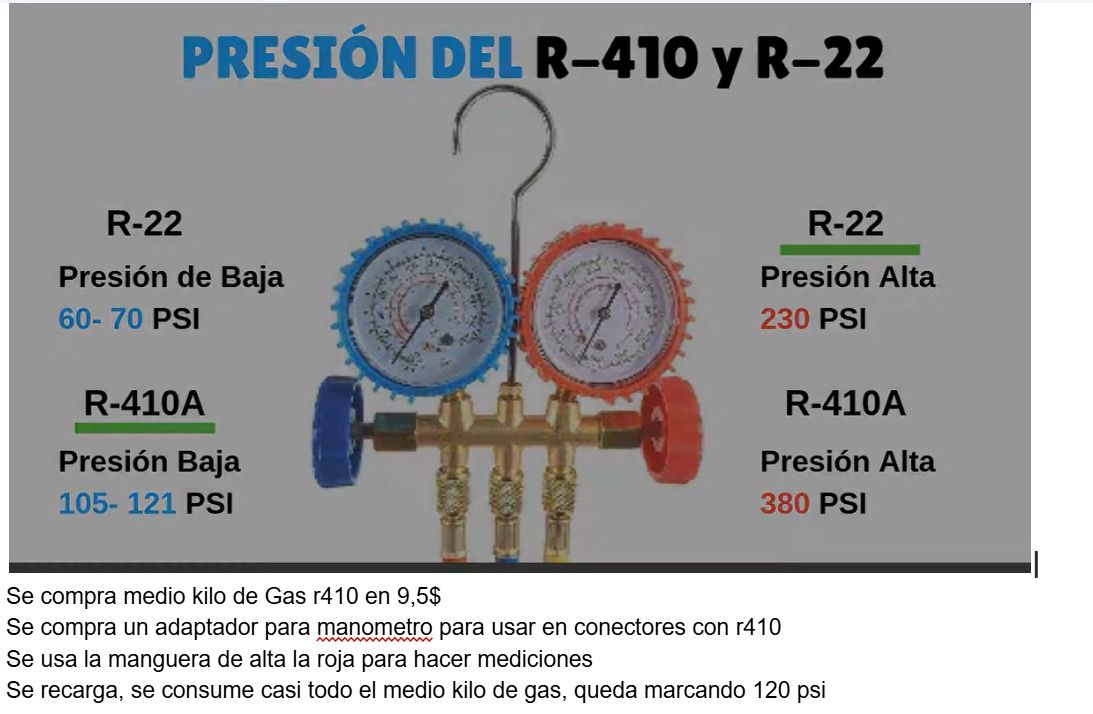 PRESIÓN DEL R-410 y R-22
R-22
Presión de Baja
60- 70 PSI
R-22
Presión Alta
230 PSI
R-410A
Presión Baja
105- 121 PSI
R-410A
Presión Alta
380 PSI
Se compra medio kilo de Gas r410 en 9,5$
Se compra un adaptador para manometro para usar en conectores con r410
Se usa la manguera de alta la roja para hacer mediciones
Se recarga, se consume casi todo el medio kilo de gas, queda marcando 120 psi